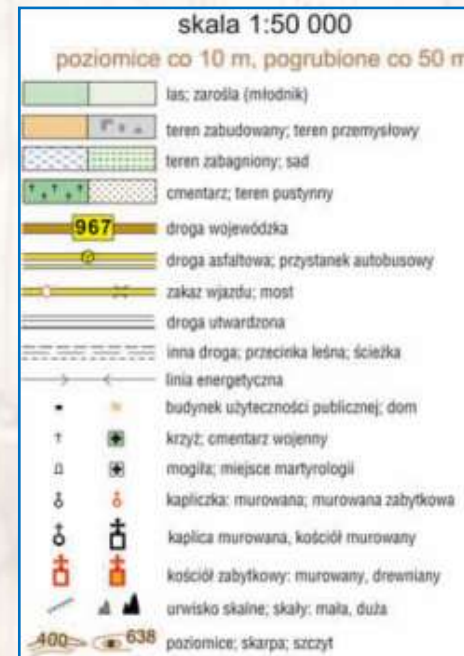 skala 1:50 000
poziomice co 10 m, pogrubione co 50 m
las; zarośla (młodnik)
teren zabudowany; teren przemysłowy
teren zabagniony; sad
cmentarz; teren pustynny
967 droga wojewódzka
droga asfaltowa; przystanek autobusowy
zakaz wjazdu; most
droga utwardzona
inna droga; przecinka leśna; ścieżka
linia energetyczna
budynek użyteczności publicznej; dom
krzyż; cmentarz wojenny
mogiła; miejsce martyrologii
kapliczka: murowana; murowana zabytkowa
kaplica murowana, kościół murowany
kościół zabytkowy: murowany, drewniany
urwisko skalne; skały: mała, duża
400 638 poziomice; skarpa; szczyt